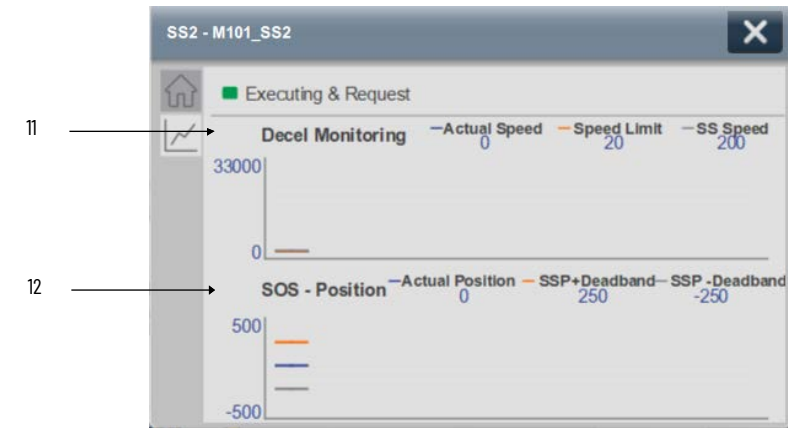 SS2 - M101_SS2
Executing & Request
11
Decel Monitoring
Actual Speed Speed Limit SS Speed
0 20 200
33000
0
12
SOS - Position
Actual Position SSP+Deadband SSP -Deadband
0 250 -250
500
-500